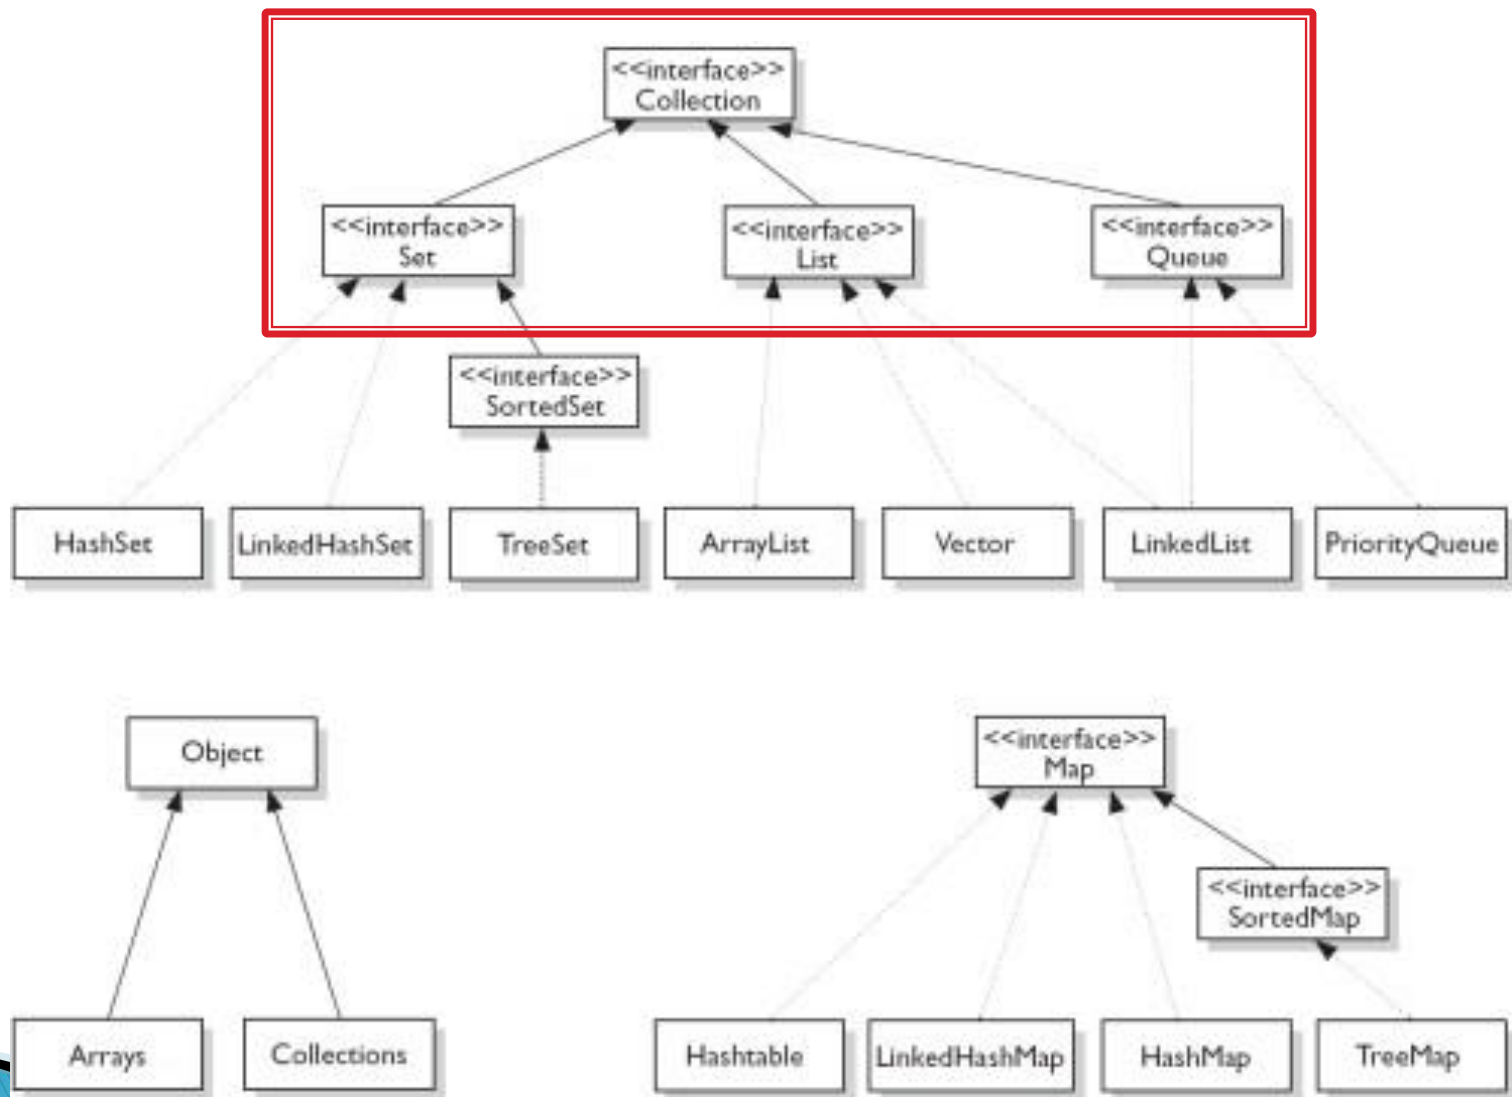 <<interface>>
Collection
<<interface>>
Set
<<interface>>
List
<<interface>>
Queue
<<interface>>
SortedSet
HashSet
LinkedHashSet
TreeSet
ArrayList
Vector
LinkedList
PriorityQueue
Object
<<interface>>
Map
<<interface>>
SortedMap
Arrays
Collections
Hashtable
LinkedHashMap
HashMap
TreeMap